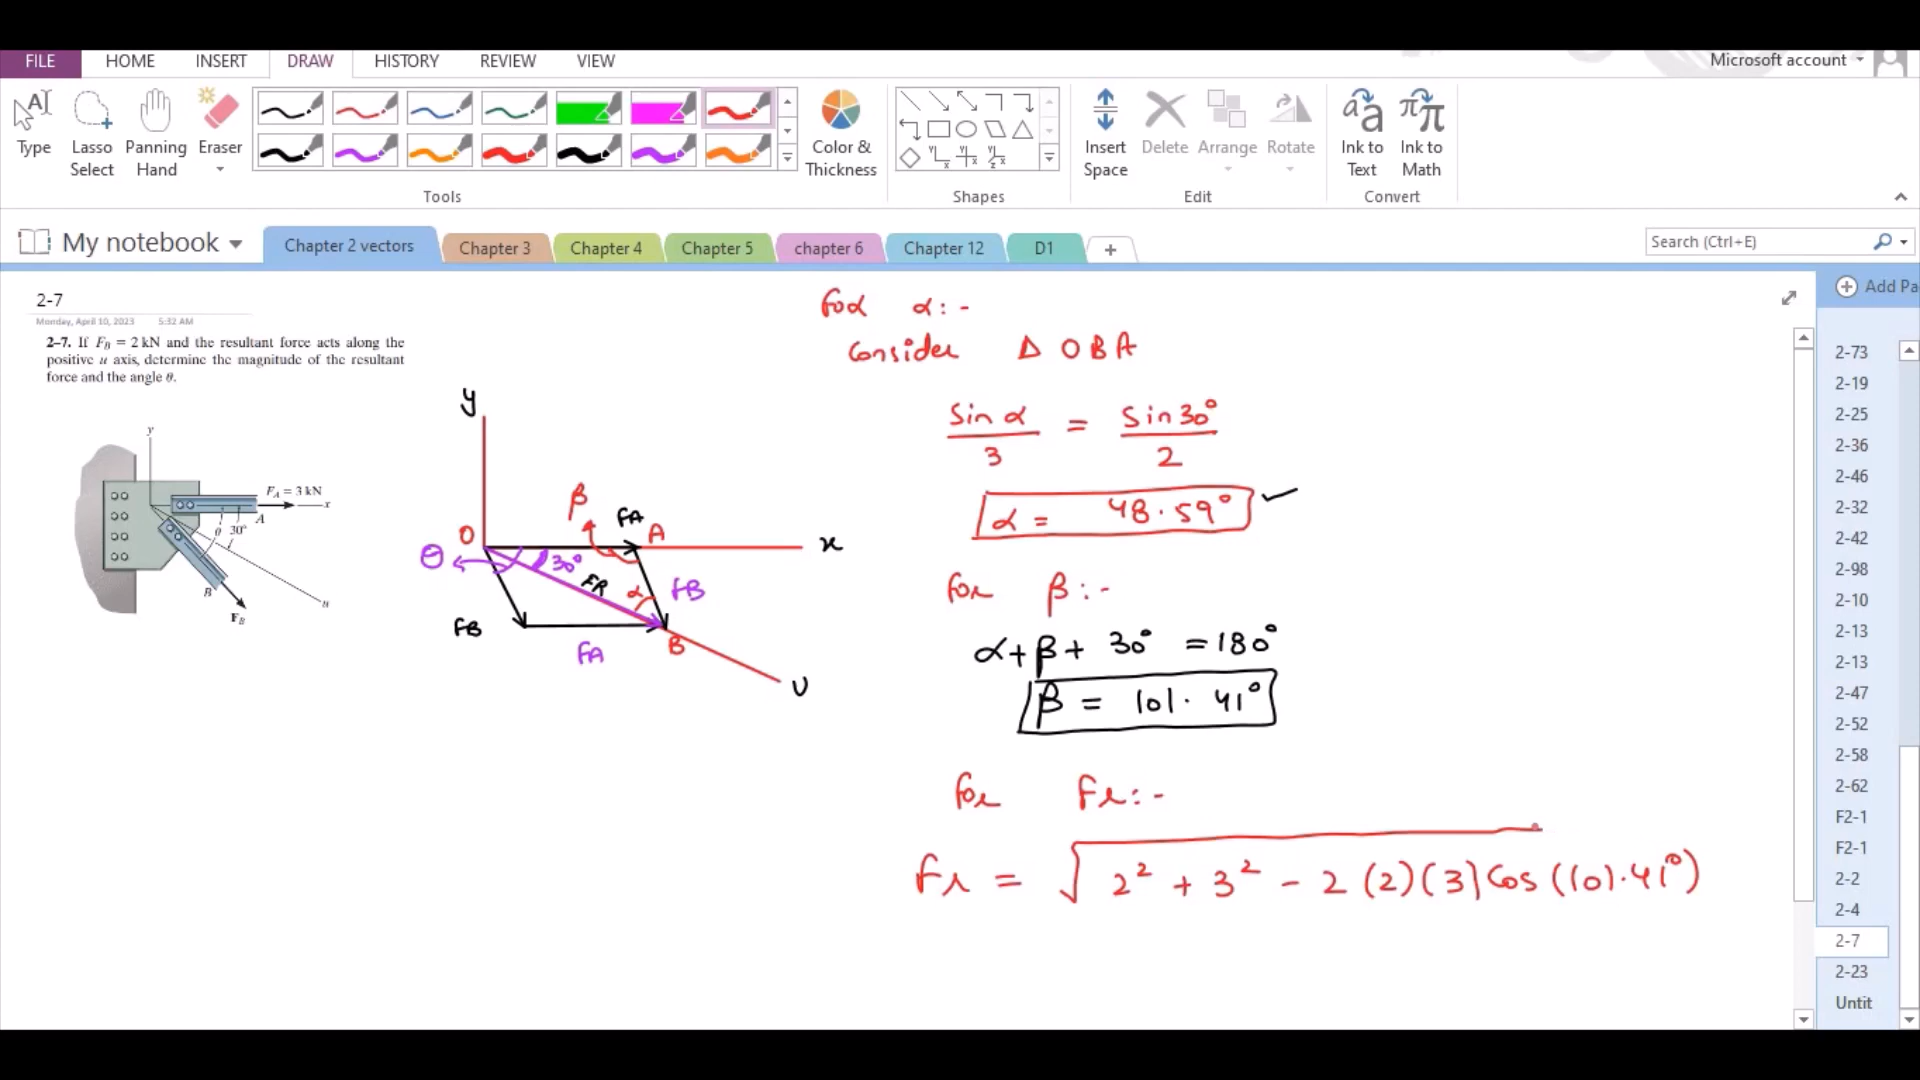 FILE HOME INSERT DRAW HISTORY REVIEW VIEW Microsoft account
Type
Lasso Select
Panning Hand
Eraser
Color & Thickness
Insert Space
Delete
Arrange
Rotate
Ink to Text
Ink to Math
Tools
Shapes
Edit
Convert
My notebook
Chapter 2 vectors
Chapter 3
Chapter 4
Chapter 5
chapter 6
Chapter 12
D1
Search (Ctrl+E)
Add Pa
2-7
Monday, April 10, 2023 5:32 AM
2–7. If F_B = 2 kN and the resultant force acts along the
positive u axis, determine the magnitude of the resultant
force and the angle θ.
y
F_A = 3 kN
x
A
θ
30°
B
F_B
u
y
β
FA
O
A
x
θ
30°
FR
α
FB
FB
FA
B
U
For α:-
Consider Δ OBA
Sin α / 3 = Sin 30° / 2
α = 48.59°
For β:-
α+β+ 30° = 180°
β = 101.41°
For Fr:-
Fr = √ 2² + 3² - 2 (2)(3) Cos (101.41°)
2-73
2-19
2-25
2-36
2-46
2-32
2-42
2-98
2-10
2-13
2-13
2-47
2-52
2-58
2-62
F2-1
F2-1
2-2
2-4
2-7
2-23
Untit